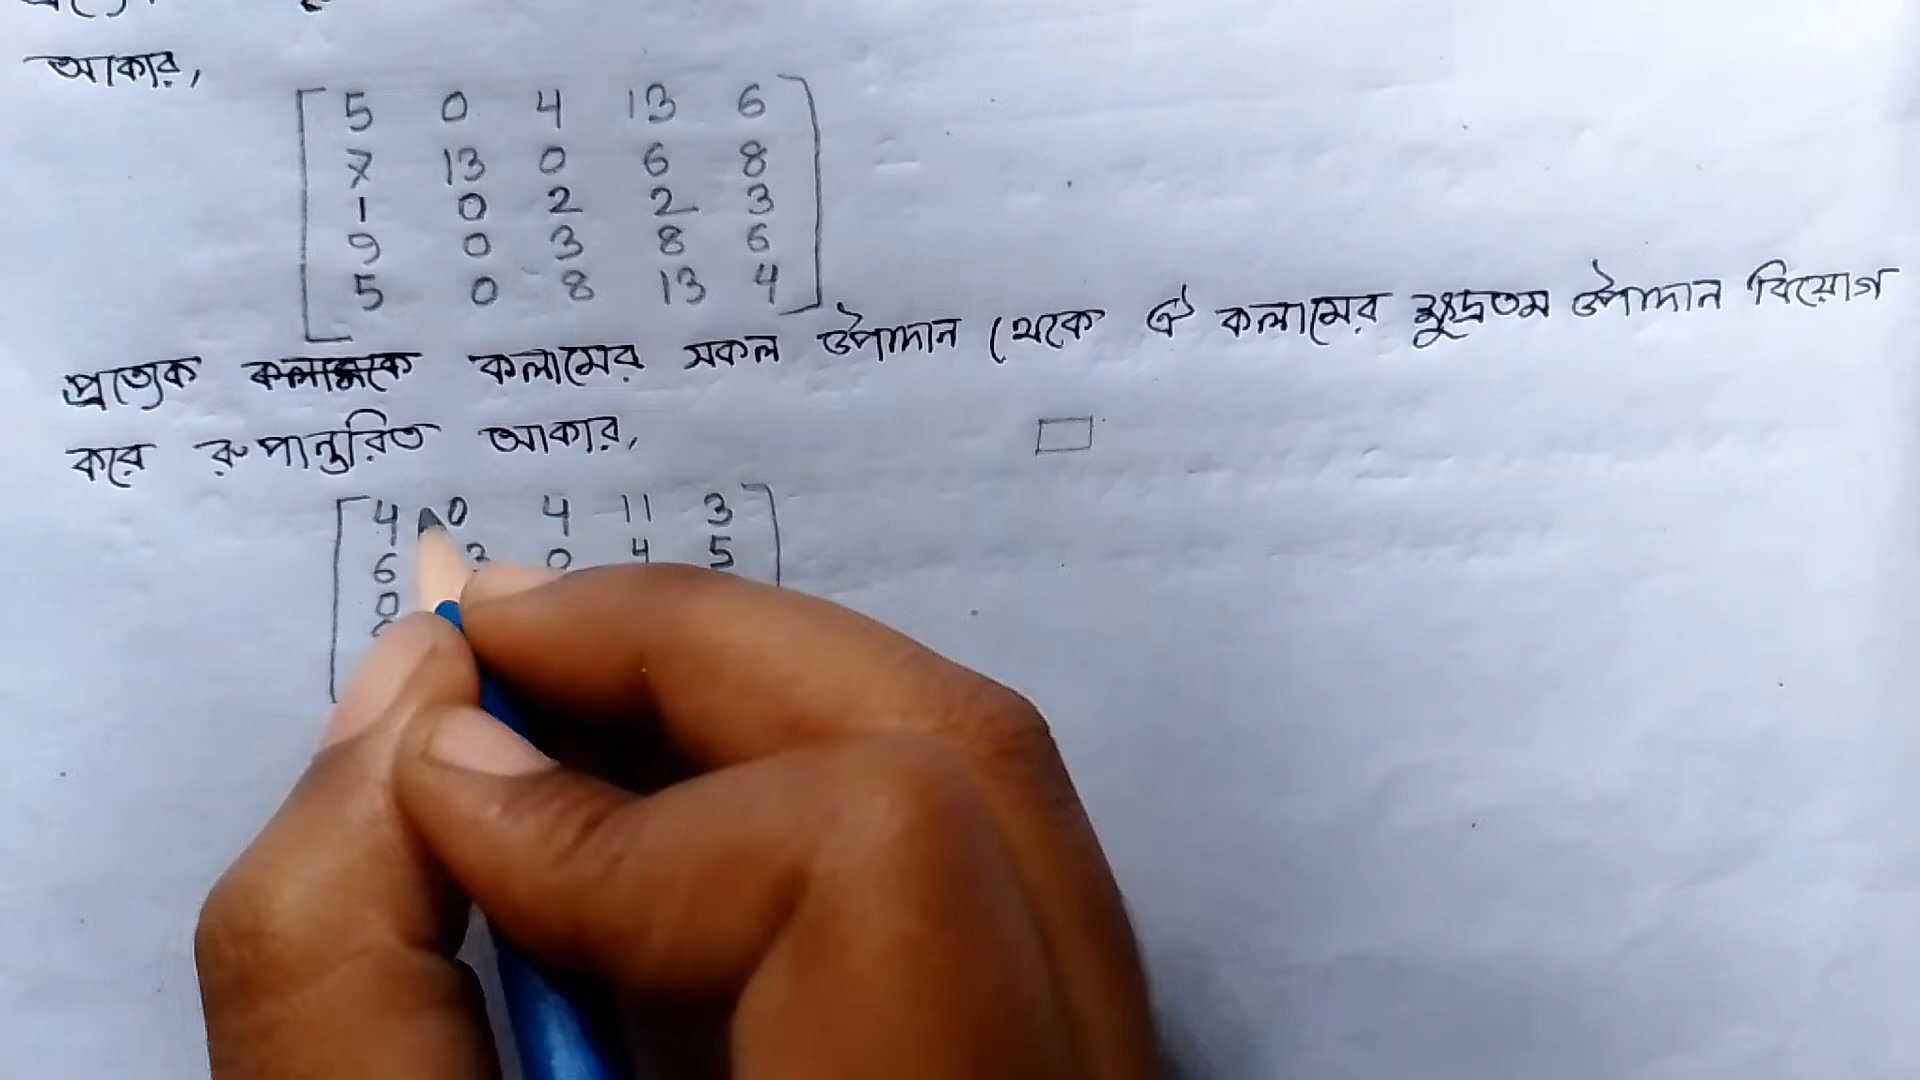 আকার,
5 0 4 13 6
7 13 0 6 8
1 0 2 2 3
9 0 3 8 6
5 0 8 13 4
প্রত্যেক কলামের সকল উপাদান থেকে ঐ কলামের ক্ষুদ্রতম উপাদান বিয়োগ
করে রুপান্তরিত আকার,
4 0 4 11 3
6 3 0 4 5
0